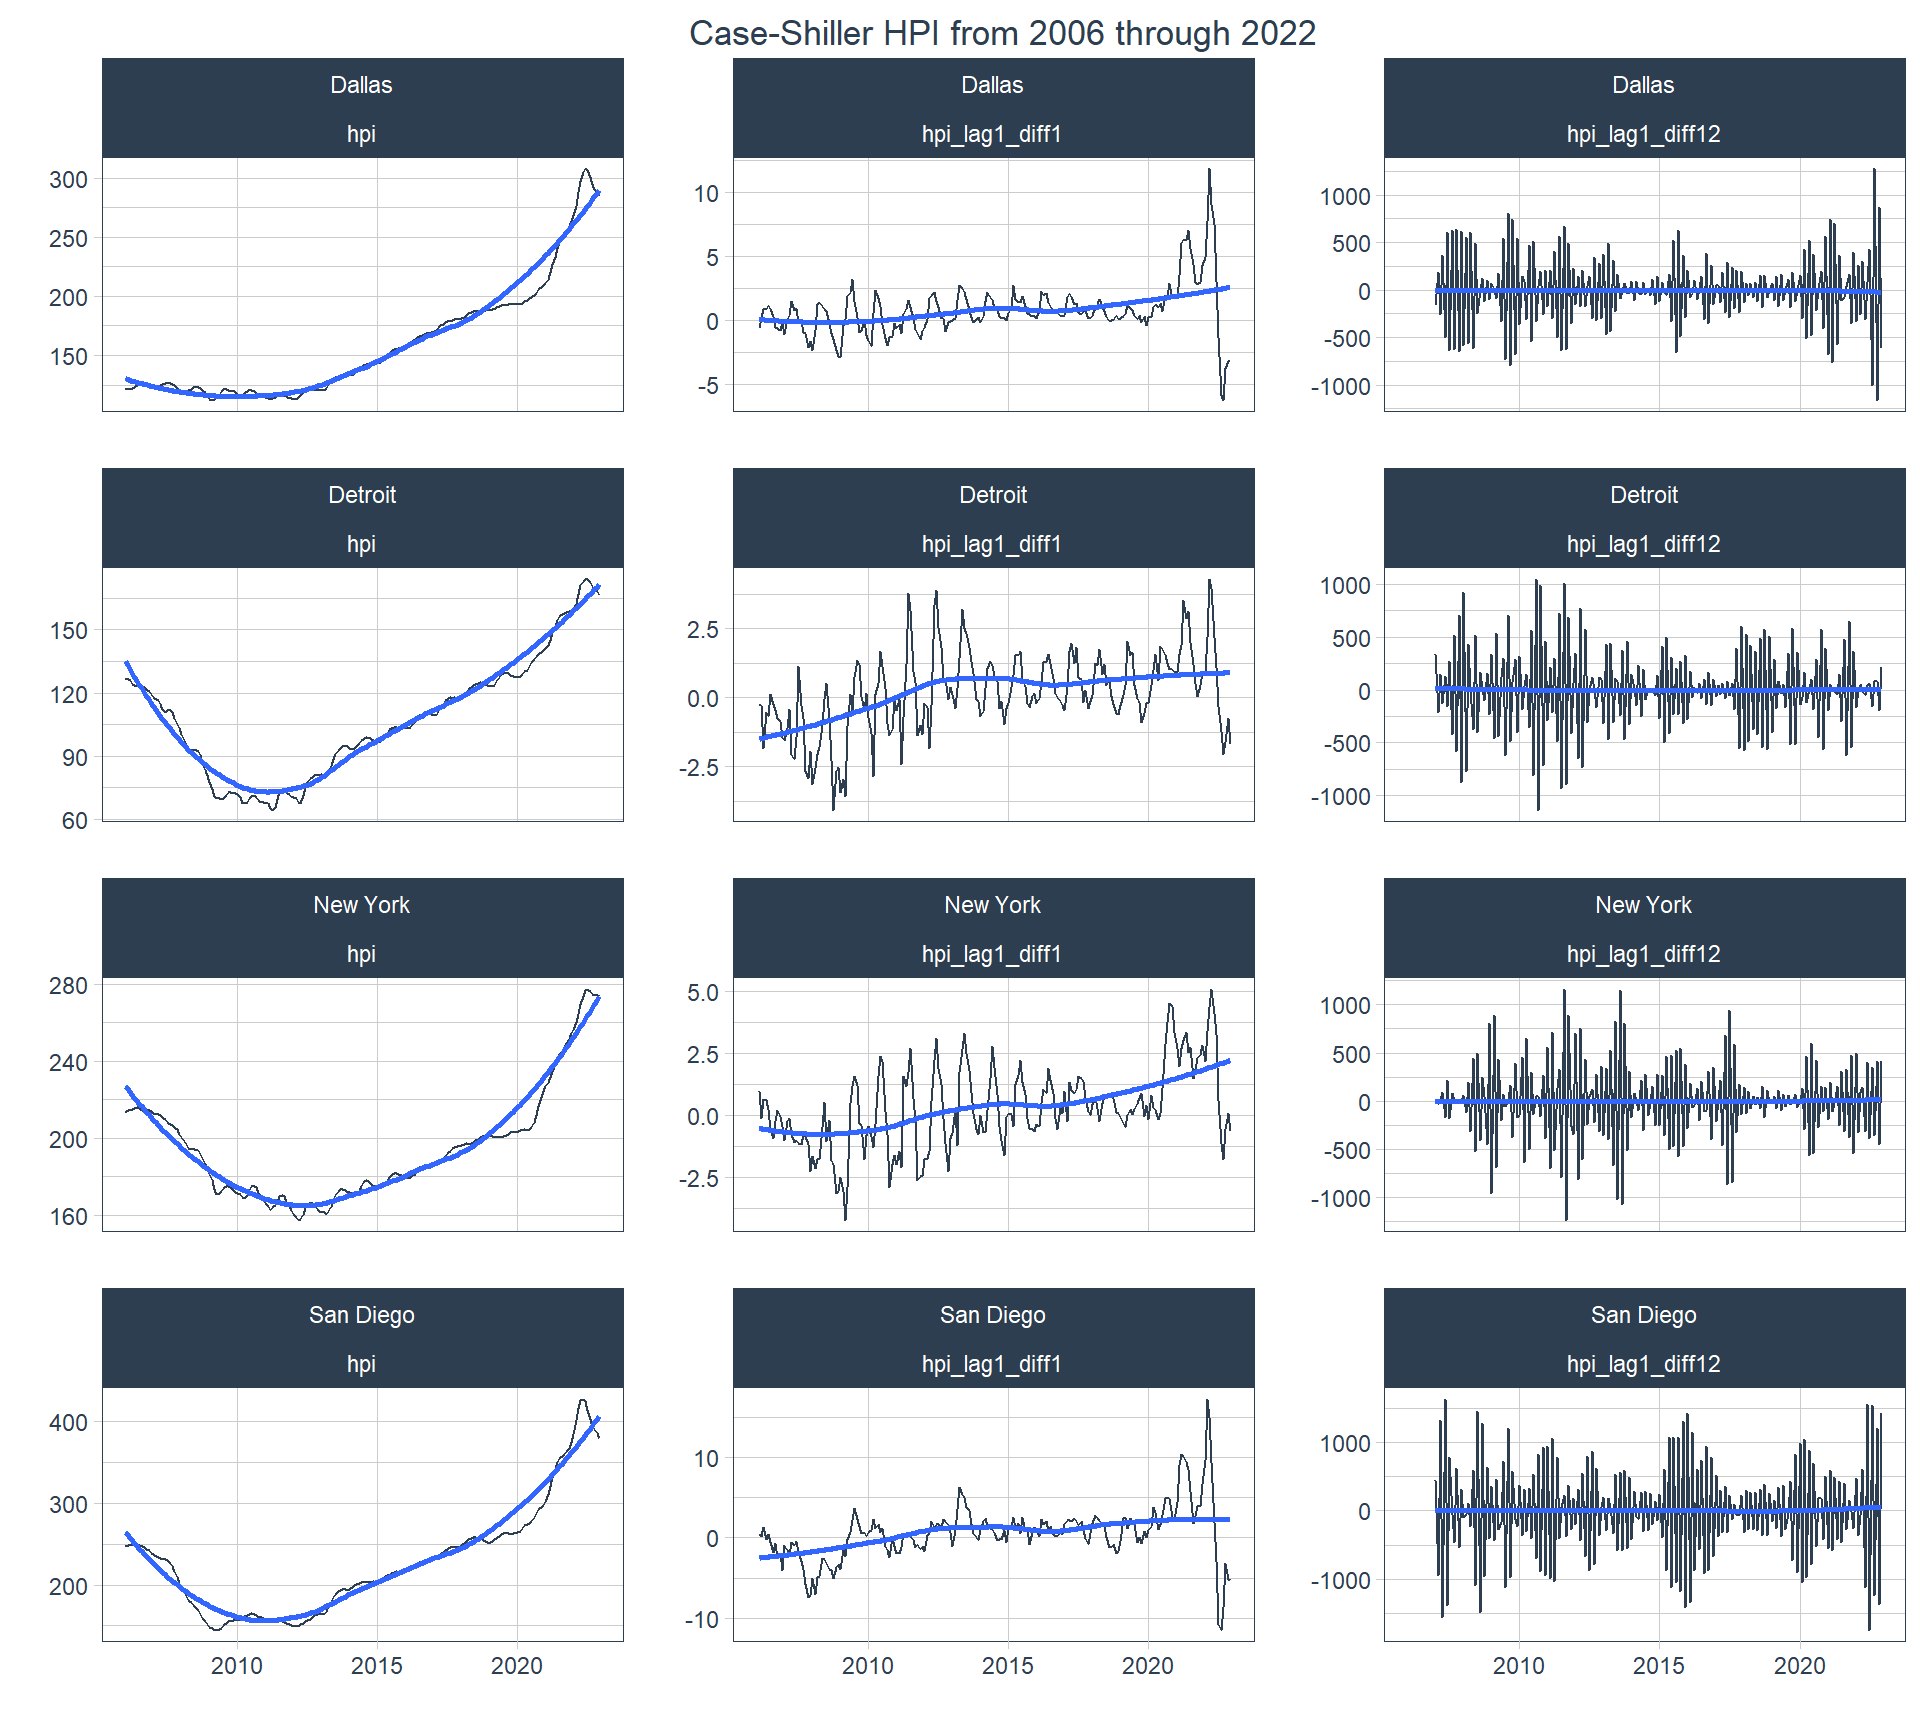 Case-Shiller HPI from 2006 through 2022
Dallas
hpi
300
250
200
150
Dallas
hpi_lag1_diff1
10
5
0
-5
Dallas
hpi_lag1_diff12
1000
500
0
-500
-1000
Detroit
hpi
150
120
90
60
Detroit
hpi_lag1_diff1
2.5
0.0
-2.5
Detroit
hpi_lag1_diff12
1000
500
0
-500
-1000
New York
hpi
280
240
200
160
New York
hpi_lag1_diff1
5.0
2.5
0.0
-2.5
New York
hpi_lag1_diff12
1000
500
0
-500
-1000
San Diego
hpi
400
300
200
2010 2015 2020
San Diego
hpi_lag1_diff1
10
0
-10
2010 2015 2020
San Diego
hpi_lag1_diff12
1000
0
-1000
2010 2015 2020